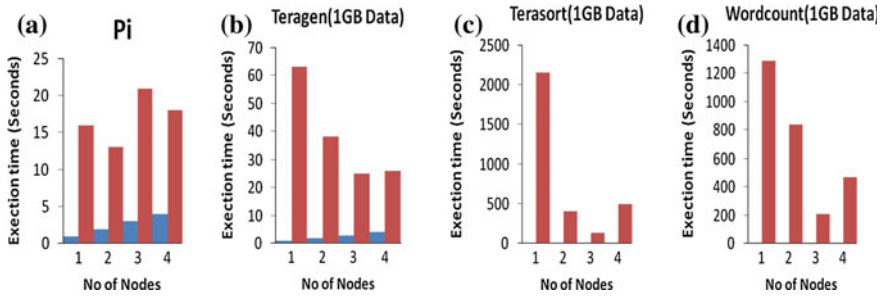 (a)
Pi
Exection time (Seconds)
25
20
15
10
5
0
1 2 3 4
No of Nodes
(b)
Teragen(1GB Data)
Exection time (Seconds)
70
60
50
40
30
20
10
0
1 2 3 4
No of Nodes
(c)
Terasort(1GB Data)
Exection time (Seconds)
2500
2000
1500
1000
500
0
1 2 3 4
No of Nodes
(d)
Wordcount(1GB Data)
Exection time (Seconds)
1400
1200
1000
800
600
400
200
0
1 2 3 4
No of Nodes